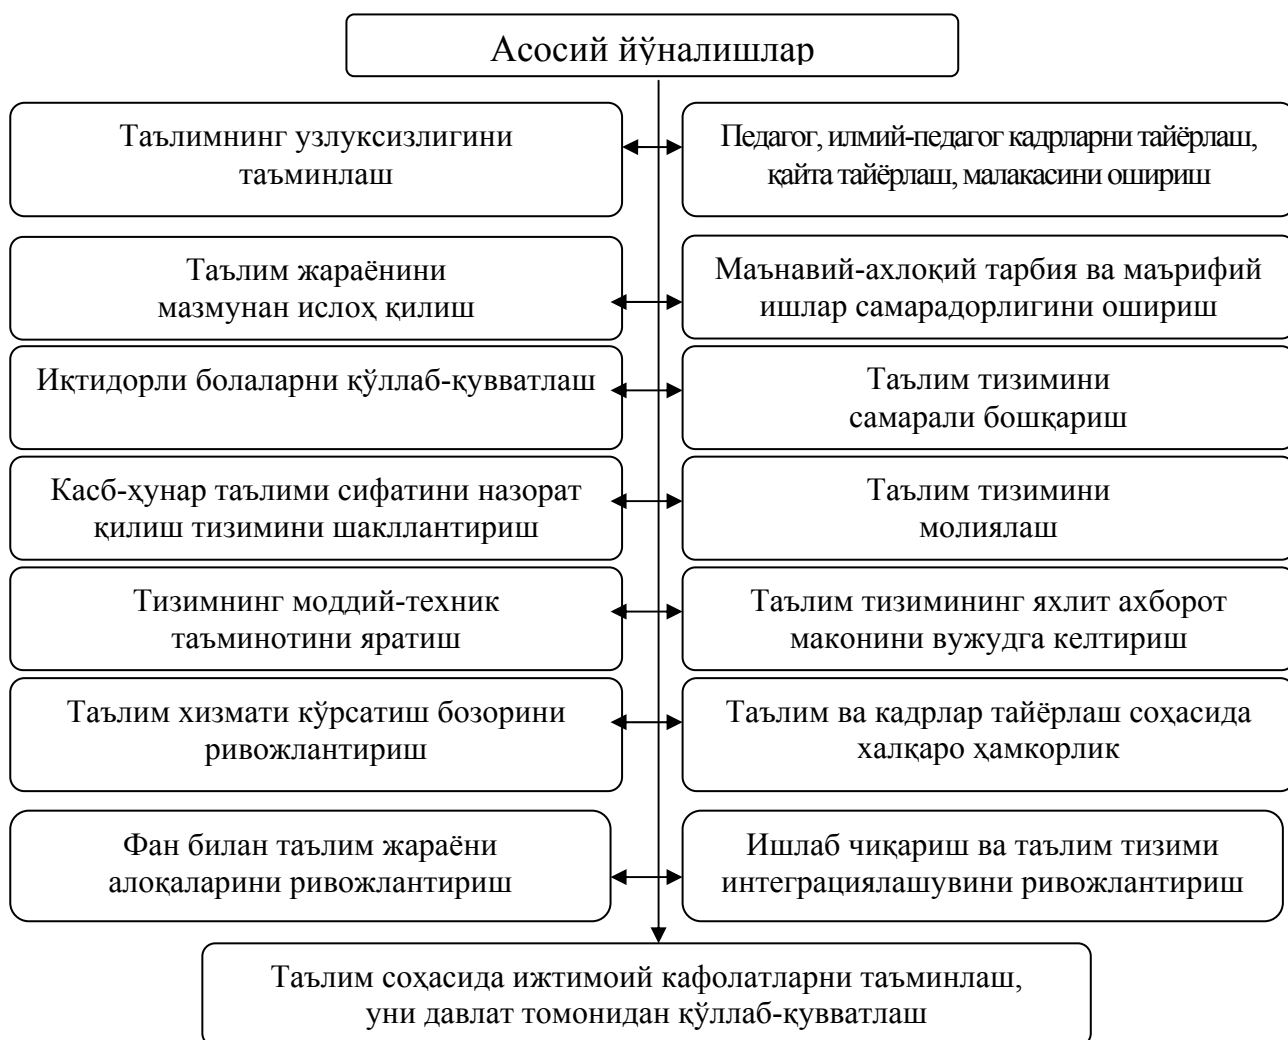 Асосий йўналишлар
Таълимнинг узлуксизлигини
таъминлаш
Педагог, илмий-педагог кадрларни тайёрлаш,
қайта тайёрлаш, малакасини ошириш
Таълим жараёнини
мазмунан ислоҳ қилиш
Маънавий-ахлоқий тарбия ва маърифий
ишлар самарадорлигини ошириш
Иқтидорли болаларни қўллаб-қувватлаш
Таълим тизимини
самарали бошқариш
Касб-ҳунар таълими сифатини назорат
қилиш тизимини шакллантириш
Таълим тизимини
молиялаш
Тизимнинг моддий-техник
таъминотини яратиш
Таълим тизимининг яхлит ахборот
маконини вужудга келтириш
Таълим хизмати кўрсатиш бозорини
ривожлантириш
Таълим ва кадрлар тайёрлаш соҳасида
халқаро ҳамкорлик
Фан билан таълим жараёни
алоқаларини ривожлантириш
Ишлаб чиқариш ва таълим тизими
интеграциялашувини ривожлантириш
Таълим соҳасида ижтимоий кафолатларни таъминлаш,
уни давлат томонидан қўллаб-қувватлаш